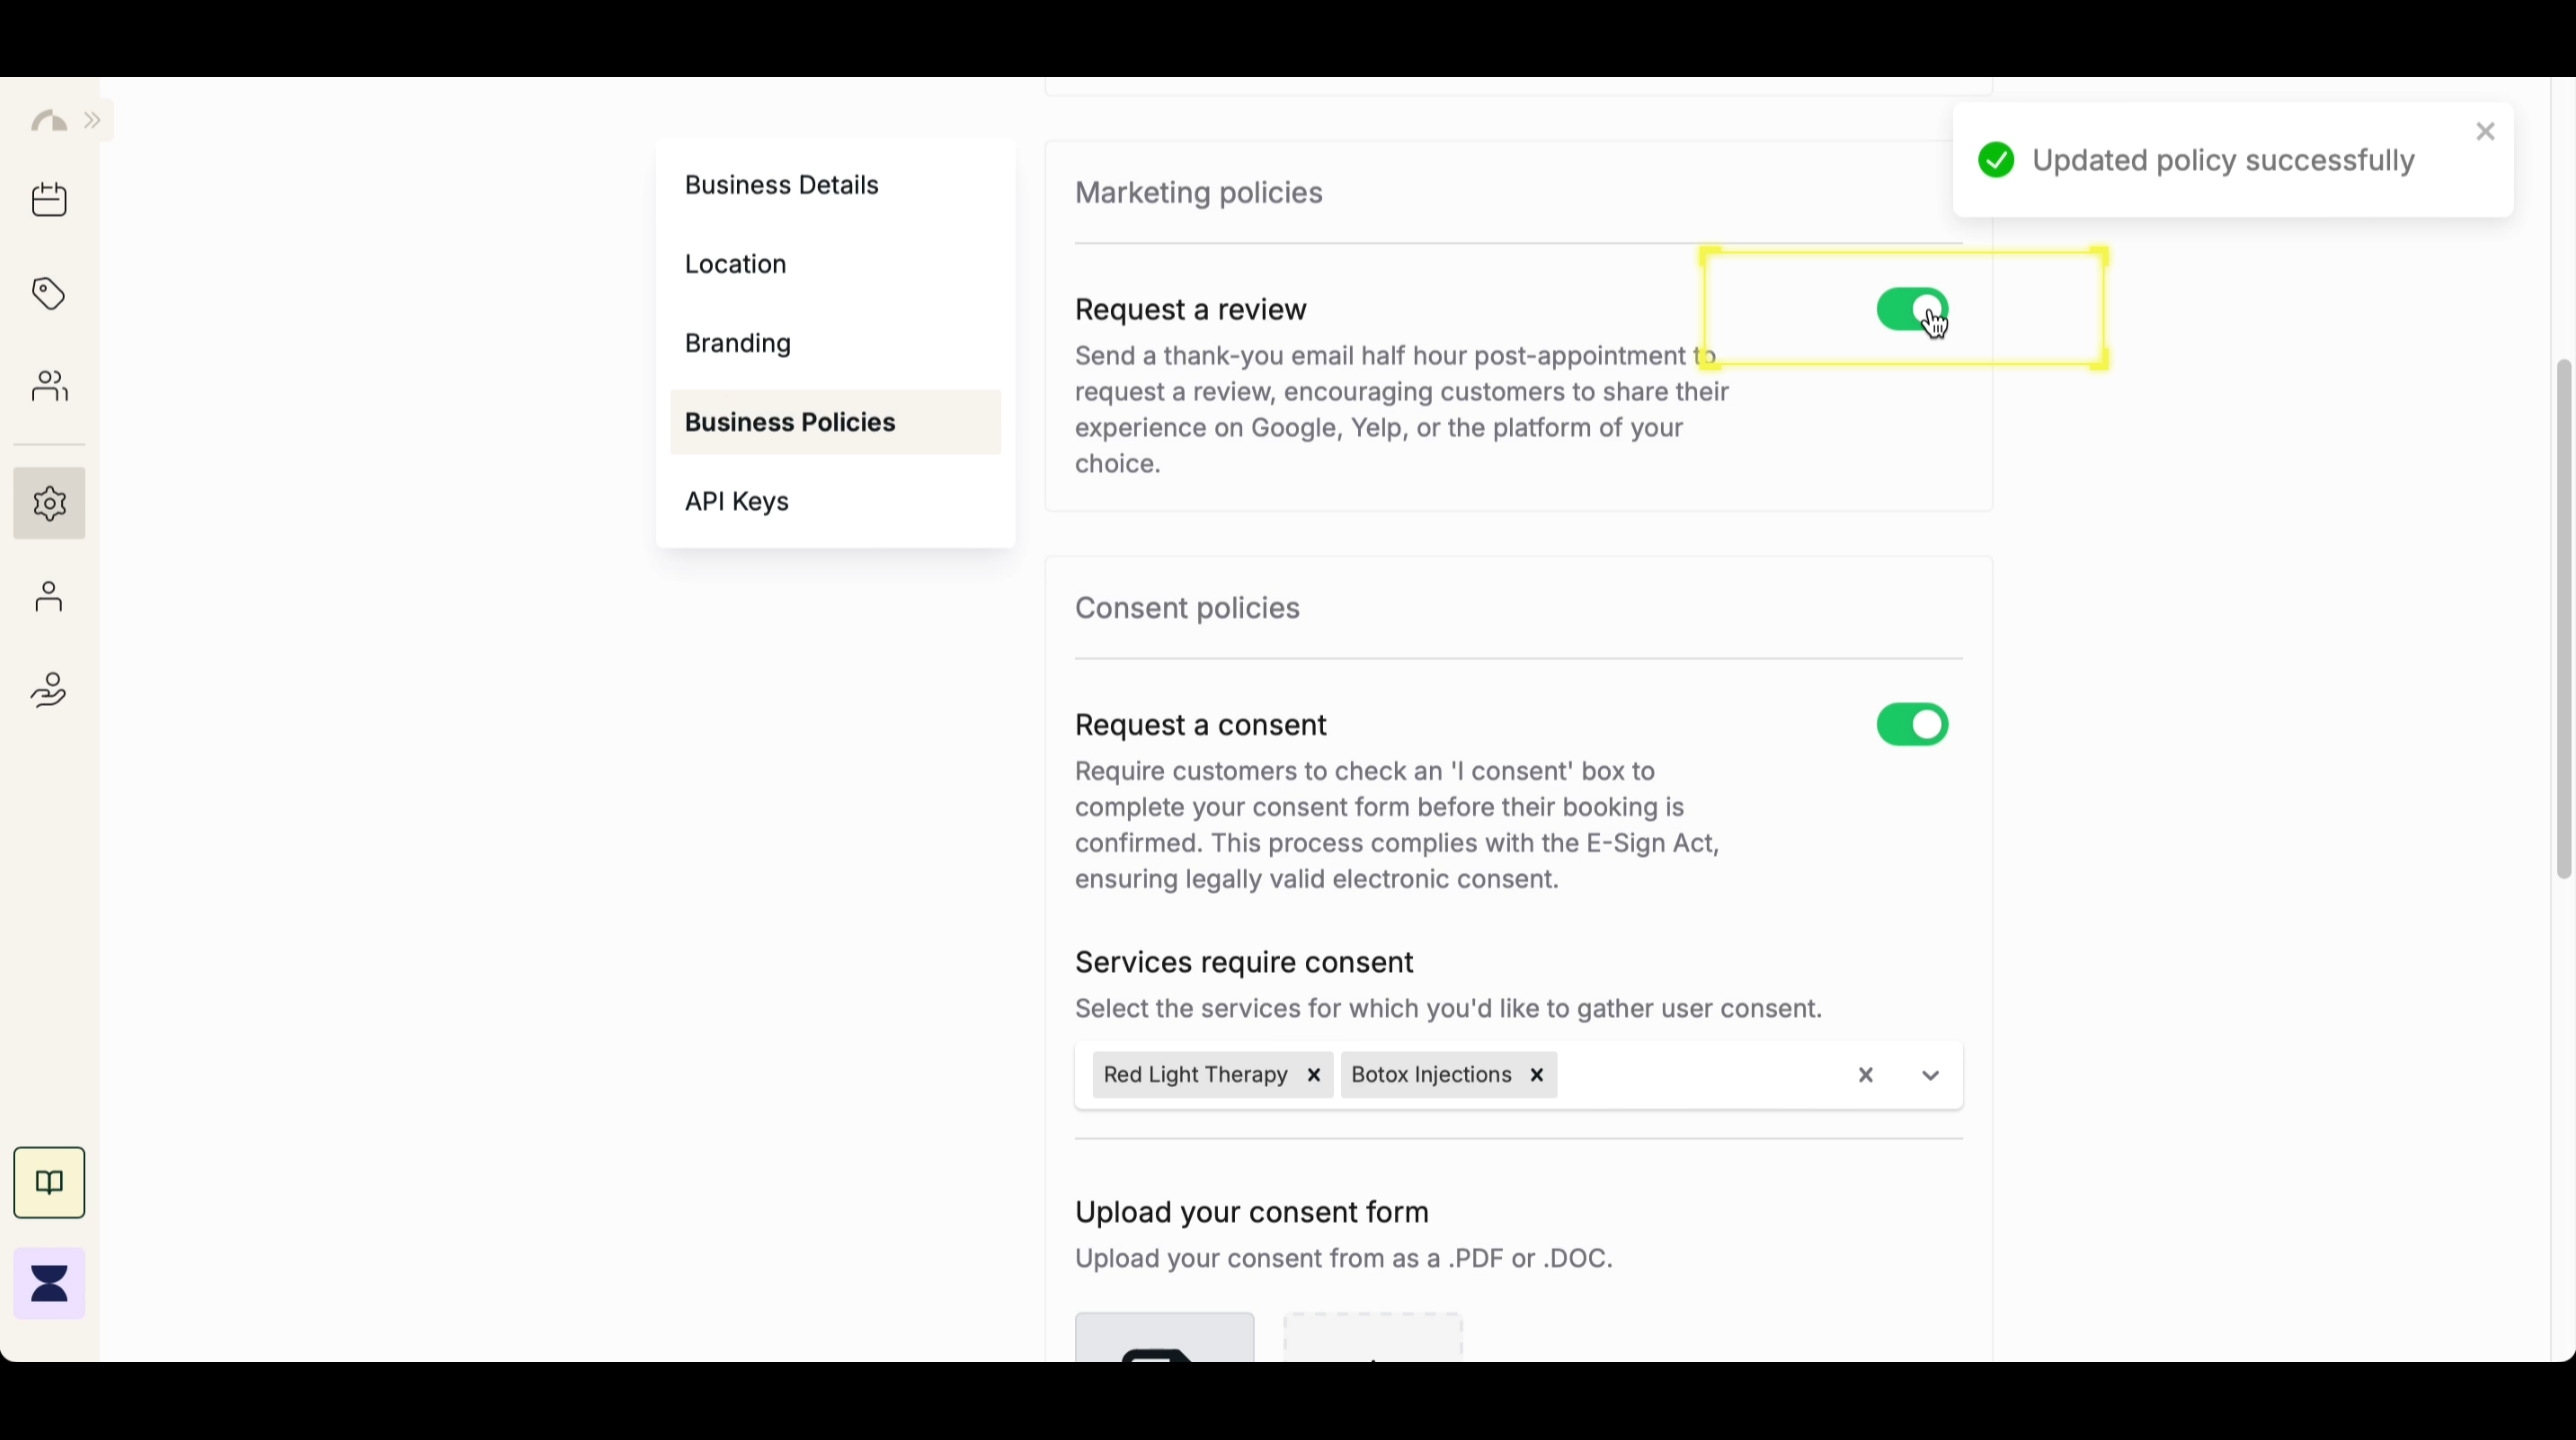 Business Details
Location
Branding
Business Policies
API Keys
Updated policy successfully
Marketing policies
Request a review
Send a thank-you email half hour post-appointment to
request a review, encouraging customers to share their
experience on Google, Yelp, or the platform of your
choice.
Consent policies
Request a consent
Require customers to check an 'I consent' box to
complete your consent form before their booking is
confirmed. This process complies with the E-Sign Act,
ensuring legally valid electronic consent.
Services require consent
Select the services for which you'd like to gather user consent.
Red Light Therapy Botox Injections
Upload your consent form
Upload your consent from as a .PDF or .DOC.